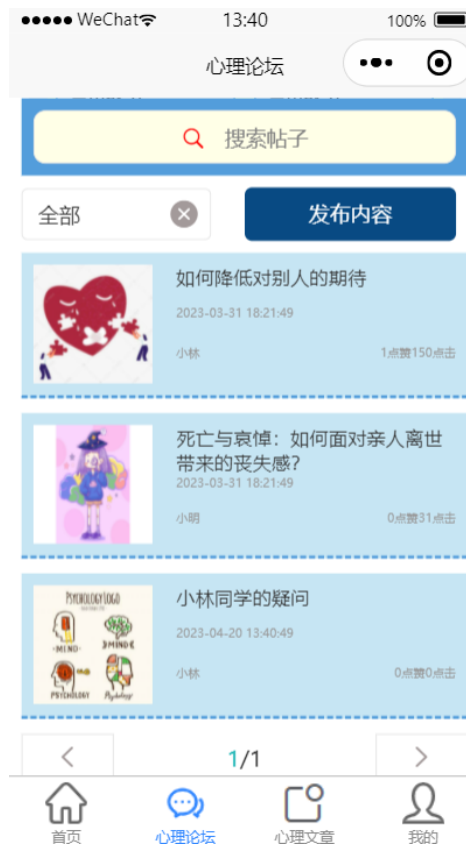 WeChat 13:40 100%
心理论坛
搜索帖子
全部 发布内容
如何降低对别人的期待
2023-03-31 18:21:49
小林 1点赞150点击
死亡与哀悼：如何面对亲人离世
带来的丧失感？
2023-03-31 18:21:49
小明 0点赞31点击
PSYCHOLOGY LOGO
小林同学的疑问
·MIND· MIND
2023-04-20 13:40:49
PSYCHOLOGY Psychology
小林 0点赞0点击
1/1
首页 心理论坛 心理文章 我的